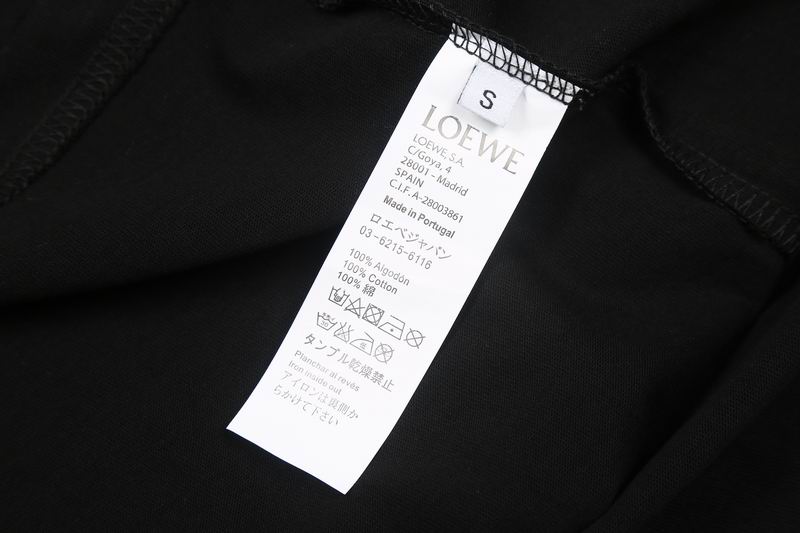 S
LOEWE
LOEWE, S.A.
C/Goya, 4
28001 - Madrid
SPAIN
C.I.F. A-28003861
Made in Portugal
ロエベジャパン
03-6215-6116
100% Algodón
100% Cotton
100% 綿
タンブル乾燥禁止
Planchar al revés
Iron inside out
アイロンは裏側か
らかけて下さい